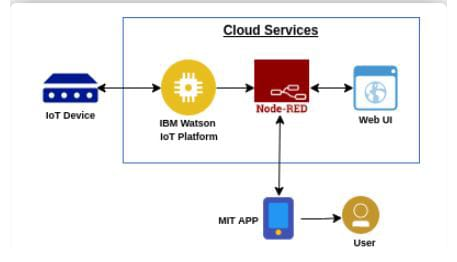 Cloud Services
IoT Device
IBM Watson
IoT Platform
Node-RED
Web UI
MIT APP
User